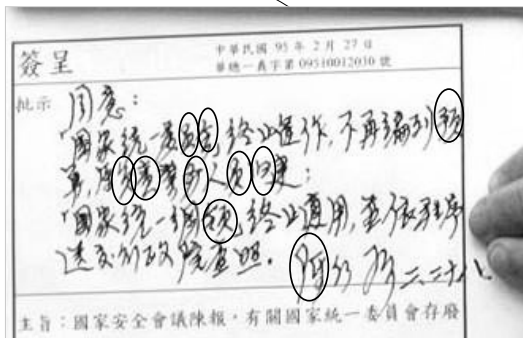 簽呈
中華民國 95 年 2 月 27 日
華總一義字第 09510012030 號
批示 同意：
「國家統一委員會終止運作，不再編列預
算，原負責業務人員回建；
「國家統一綱領終止適用，並依程序
送交行政院查照。 陳水扁 二、二十八
主旨：國家安全會議陳報，有關國家統一委員會存廢